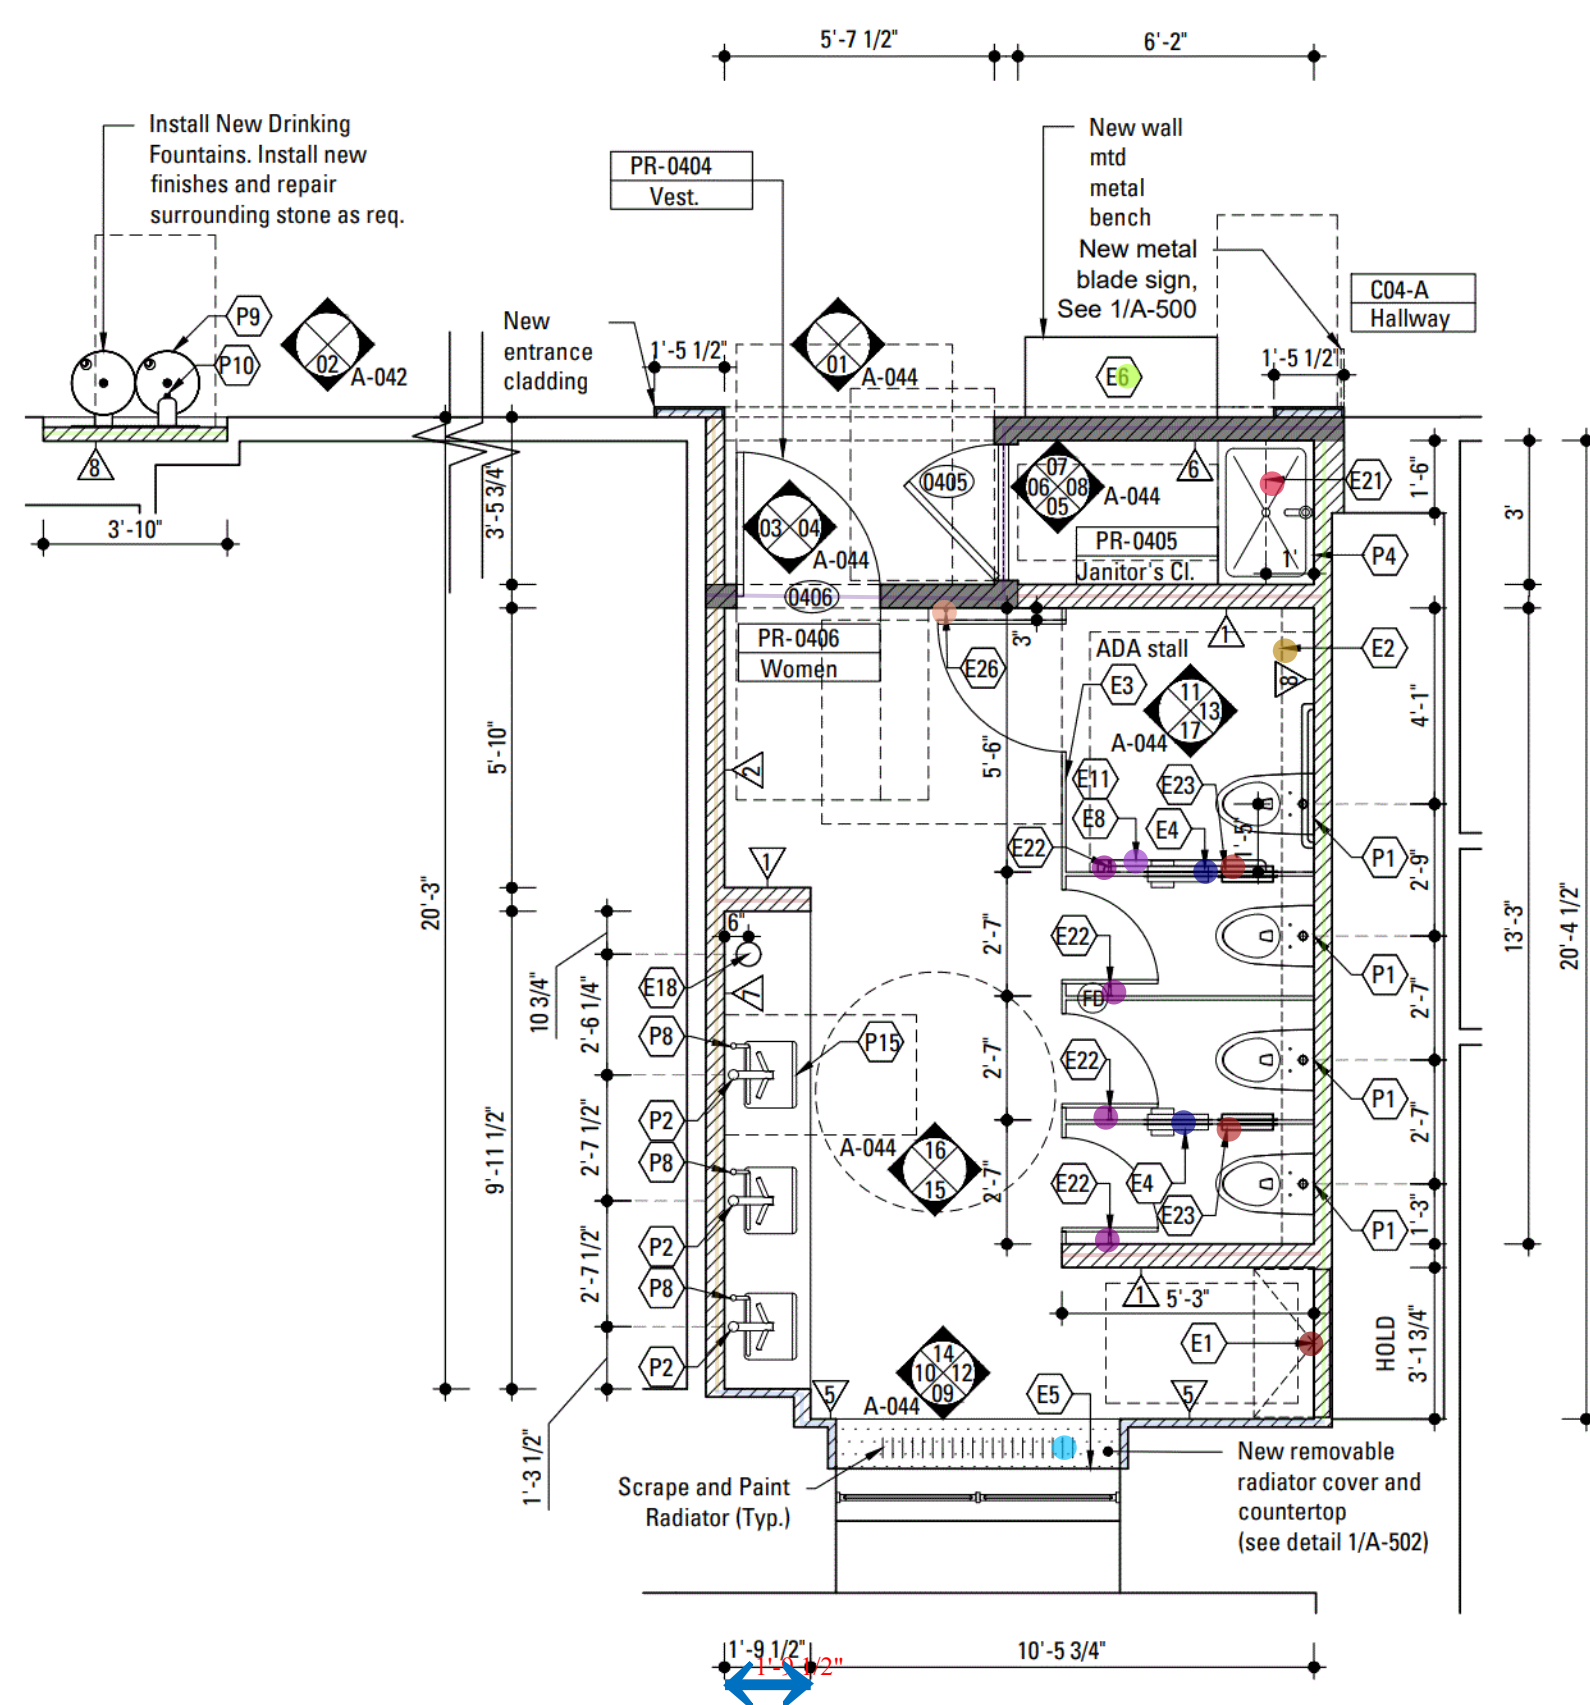 5'-7 1/2"
6'-2"
Install New Drinking
Fountains. Install new
finishes and repair
surrounding stone as req.
PR-0404
Vest.
New wall
mtd
metal
bench
New metal
blade sign,
See 1/A-500
C04-A
Hallway
P9
P10
02
A-042
New
entrance
cladding
1'-5 1/2"
01
A-044
E6
1'-5 1/2"
8
3'-10"
3'-5 3/4"
03
04
A-044
0405
07
06
08
05
A-044
6
PR-0405
Janitor's Cl.
E21
P4
1'
1'-6"
3'
0406
PR-0406
Women
E26
3"
1
ADA stall
E3
E2
8
11
13
17
A-044
4'-1"
5'-10"
2
5'-6"
E11
E23
E8
E4
E22
1'-5"
P1
2'-9"
20'-3"
1
6"
E18
7
10 3/4"
2'-6 1/4"
2'-7"
E22
FD
P1
2'-7"
13'-3"
20'-4 1/2"
P8
P15
2'-7"
E22
P1
2'-7"
P2
P8
9'-11 1/2"
2'-7 1/2"
A-044
16
15
2'-7"
E22
E4
E23
P1
1'-3"
P2
P8
2'-7 1/2"
P2
1
5'-3"
E1
HOLD
3'-1 3/4"
14
10
12
09
A-044
5
E5
5
1'-3 1/2"
Scrape and Paint
Radiator (Typ.)
New removable
radiator cover and
countertop
(see detail 1/A-502)
1'-9 1/2"
10'-5 3/4"
1'-9 1/2"